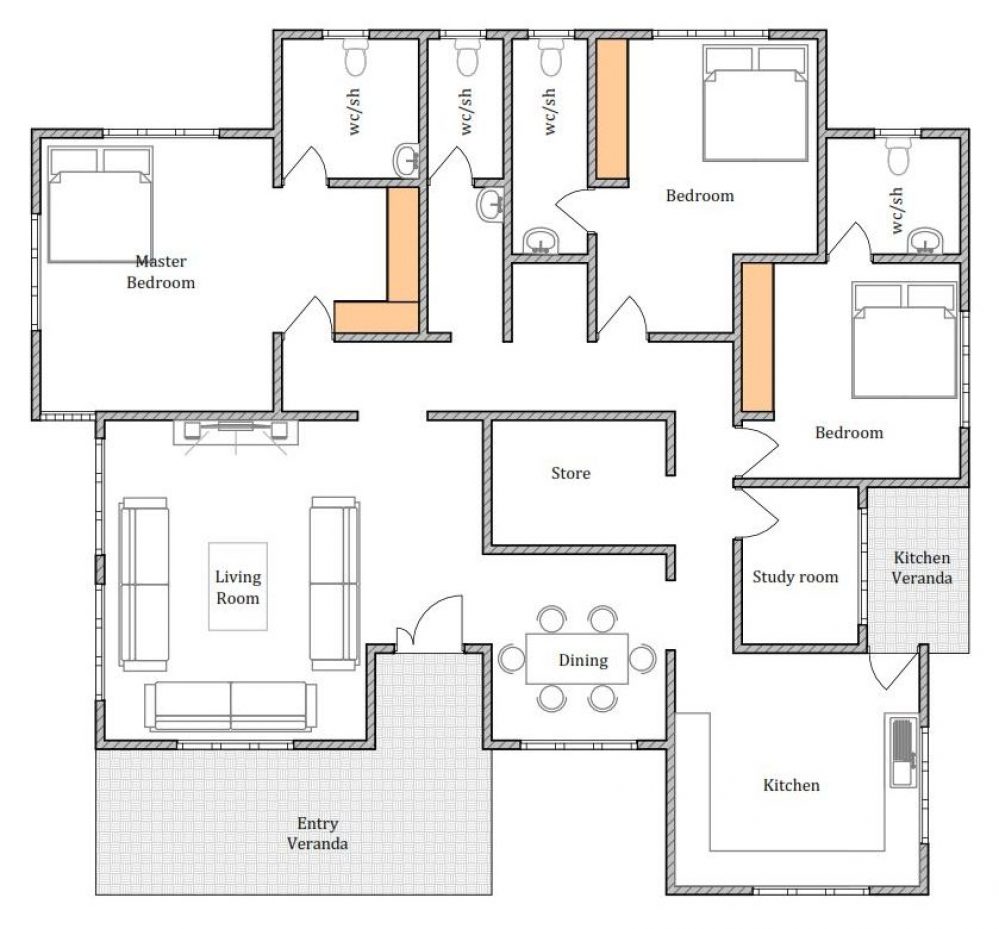 wc/sh
wc/sh
wc/sh
Bedroom
wc/sh
Master
Bedroom
Bedroom
Store
Living
Room
Study room
Kitchen
Veranda
Dining
Kitchen
Entry
Veranda